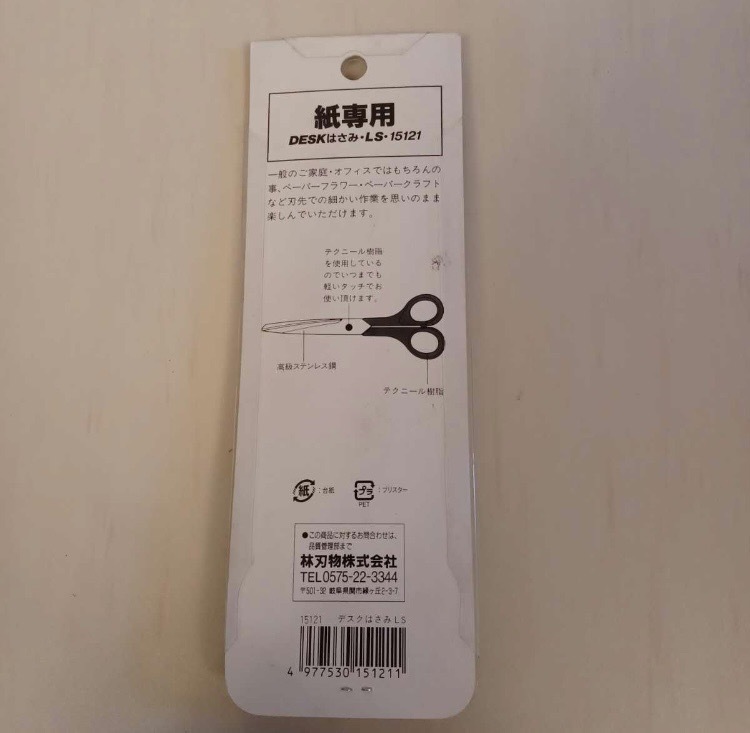 紙専用
DESKはさみ・LS・15121
一般のご家庭・オフィスではもちろんの
事、ペーパーフラワー・ペーパークラフト
など刃先での細かい作業を思いのまま
楽しんでいただけます。
テクニール樹脂
を使用している
のでいつまでも
軽いタッチでお
使い頂けます。
高級ステンレス鋼
テクニール樹脂
紙:台紙
プラ:ブリスター
PET
●この商品に対するお問合わせは、
品質管理部まで
林刃物株式会社
TEL0575-22-3344
〒501-32 岐阜県関市緑ヶ丘2-3-7
15121 デスクはさみLS
4 977530 151211